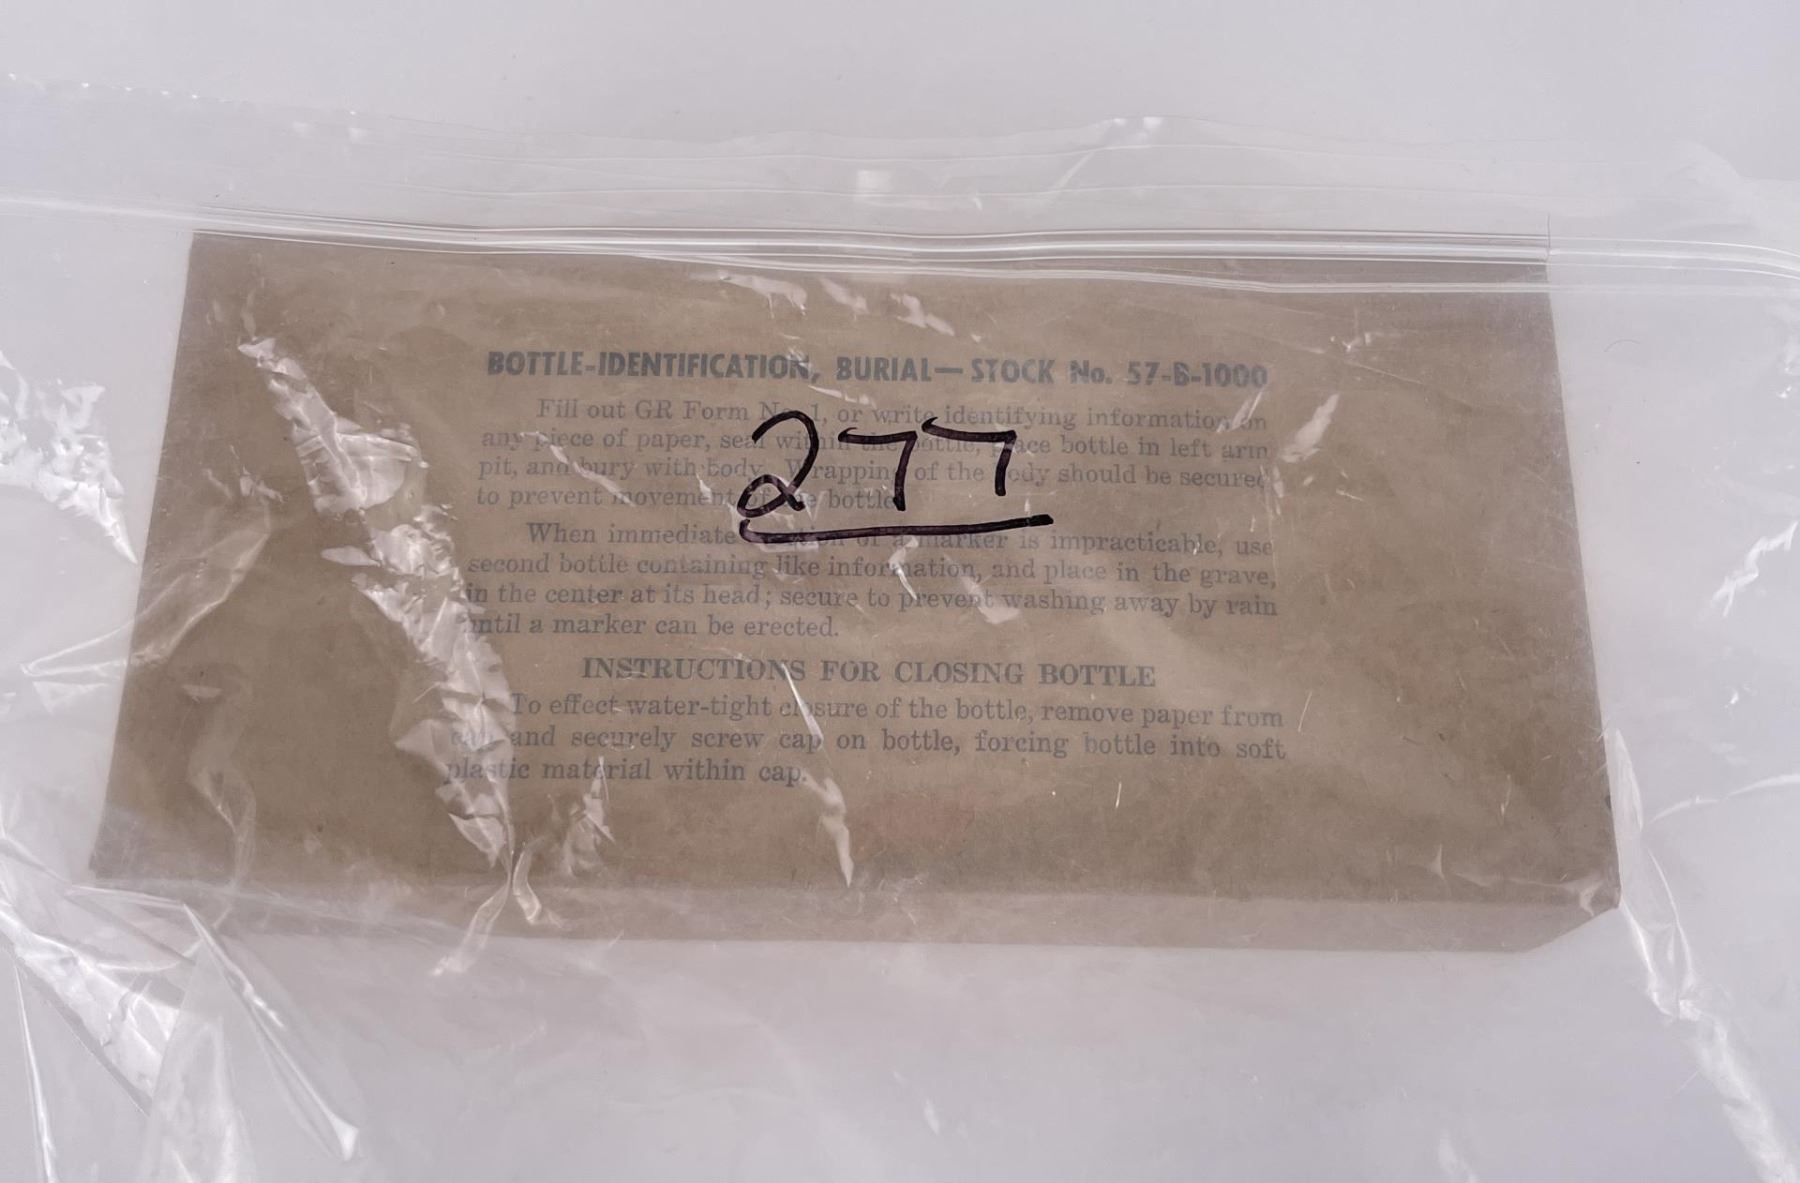 BOTTLE-IDENTIFICATION, BURIAL— STOCK No. 57-B-1000
Fill out GR Form No. 1, or write identifying information on
any piece of paper, seal within the bottle, place bottle in left arm
pit, and bury with body. Wrapping of the body should be secured
to prevent movement of the bottle.
277
When immediate of a marker is impracticable, use
second bottle containing like information, and place in the grave,
in the center at its head; secure to prevent washing away by rain
until a marker can be erected.
INSTRUCTIONS FOR CLOSING BOTTLE
To effect water-tight closure of the bottle, remove paper from
cap and securely screw cap on bottle, forcing bottle into soft
plastic material within cap.